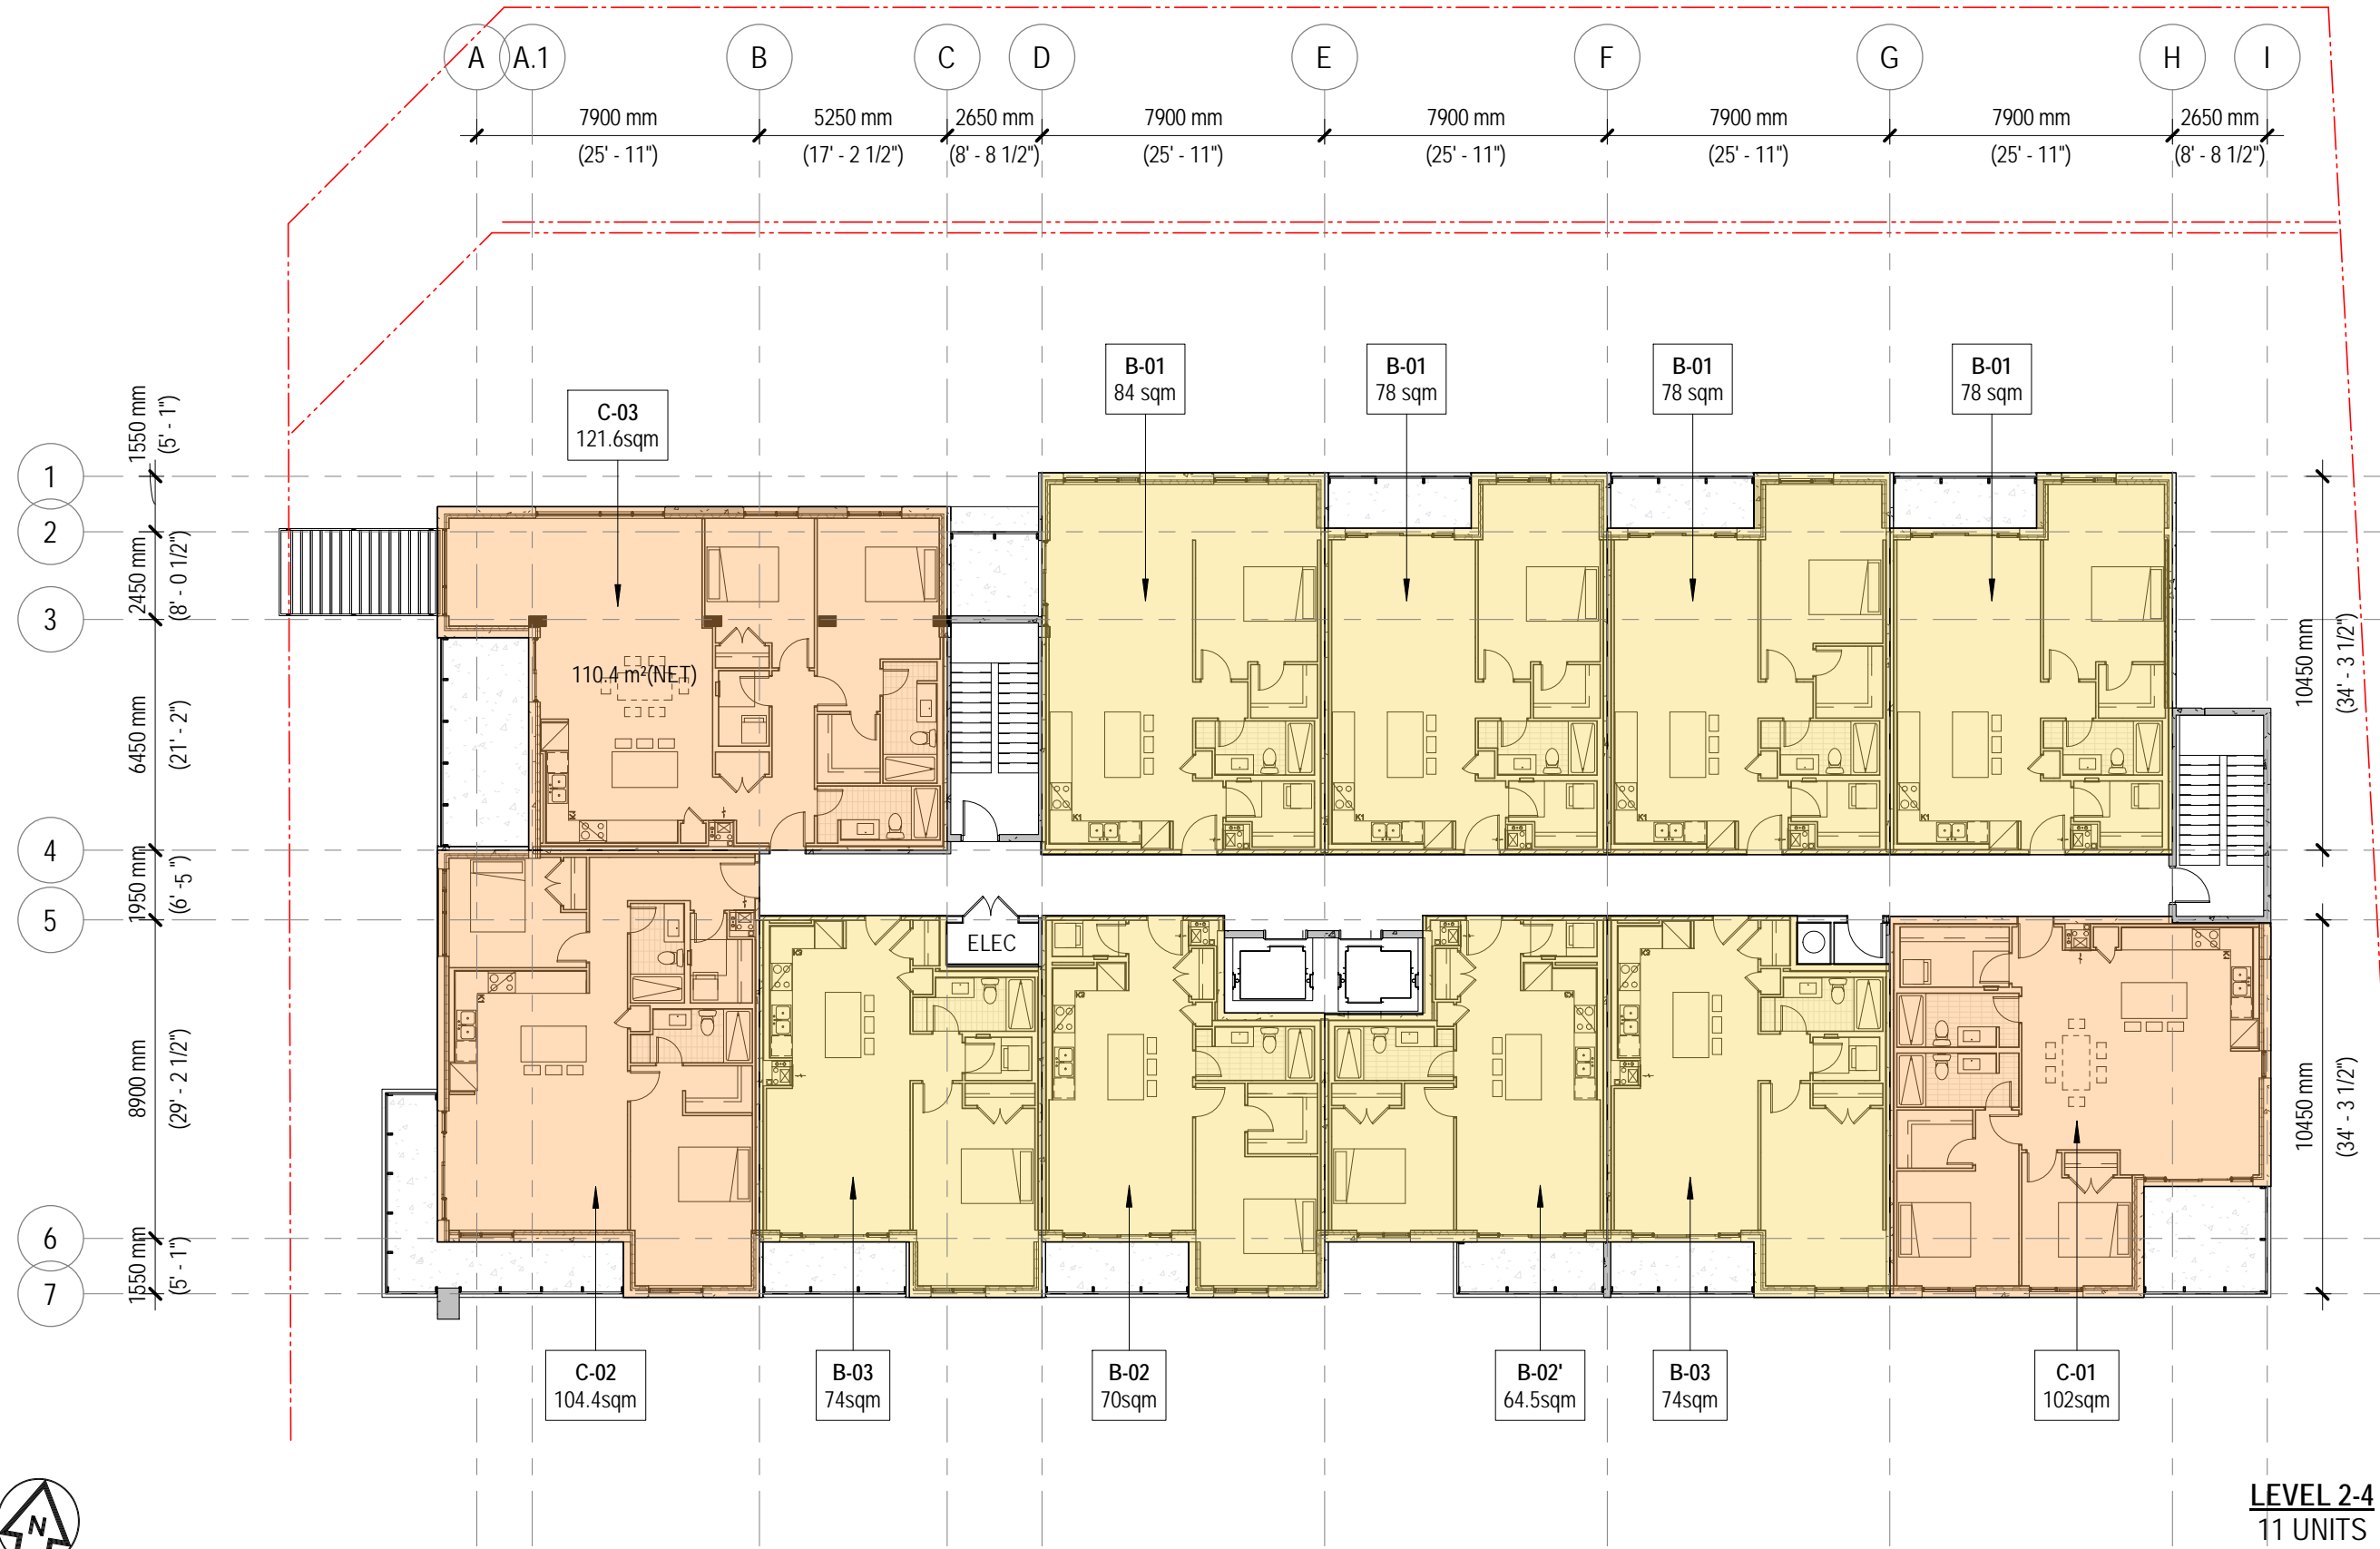 A A.1 B C D E F G H I
7900 mm 5250 mm 2650 mm 7900 mm 7900 mm 7900 mm 7900 mm 2650 mm
(25' - 11") (17' - 2 1/2") (8' - 8 1/2") (25' - 11") (25' - 11") (25' - 11") (25' - 11") (8' - 8 1/2")
B-01
84 sqm
B-01
78 sqm
B-01
78 sqm
B-01
78 sqm
C-03
121.6sqm
1
2
3
4
5
6
7
1550 mm
(5' - 1")
2450 mm
(8' - 0 1/2")
6450 mm
(21' - 2")
1950 mm
(6' -5 ")
8900 mm
(29' - 2 1/2")
1550 mm
(5' - 1")
110.4 m²(NET)
K1
K1
K1
K1
ELEC
10450 mm
(34' - 3 1/2")
10450 mm
(34' - 3 1/2")
C-02
104.4sqm
B-03
74sqm
B-02
70sqm
B-02'
64.5sqm
B-03
74sqm
C-01
102sqm
N
LEVEL 2-4
11 UNITS